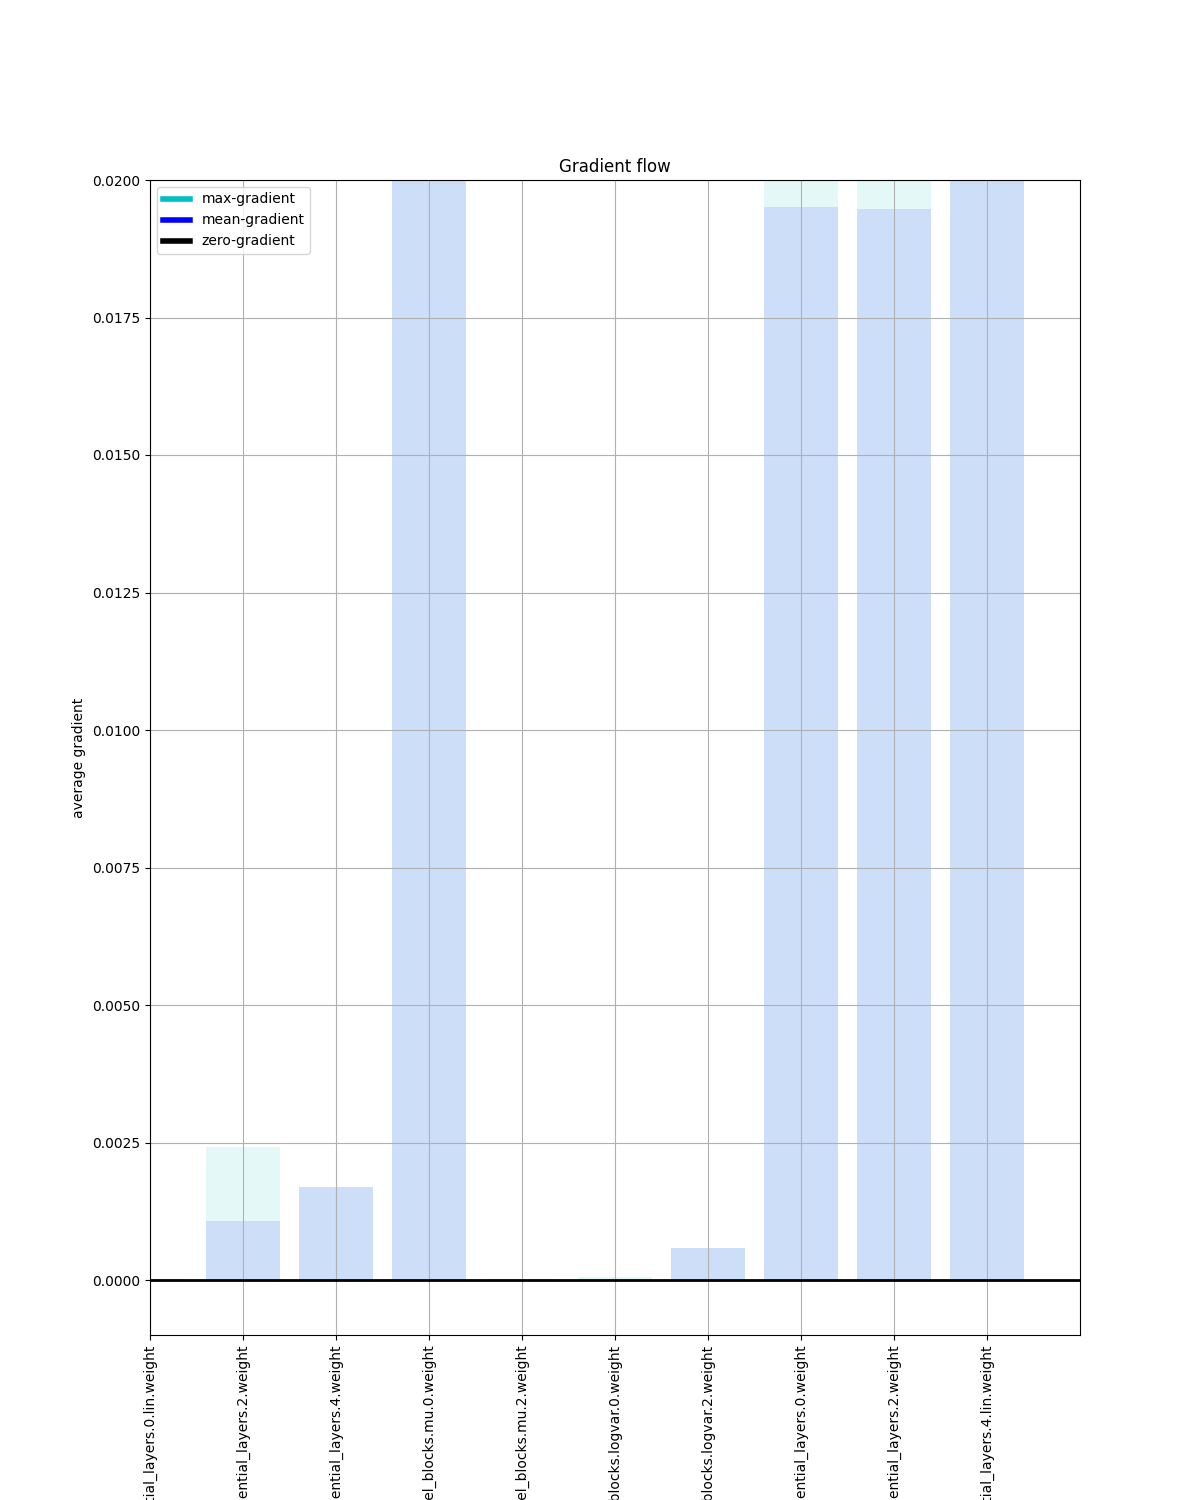 Gradient flow
max-gradient
mean-gradient
zero-gradient
0.0200
0.0175
0.0150
0.0125
0.0100
0.0075
0.0050
0.0025
0.0000
average gradient
tial_layers.0.lin.weight
ential_layers.2.weight
ential_layers.4.weight
el_blocks.mu.0.weight
el_blocks.mu.2.weight
blocks.logvar.0.weight
blocks.logvar.2.weight
ential_layers.0.weight
ential_layers.2.weight
tial_layers.4.lin.weight